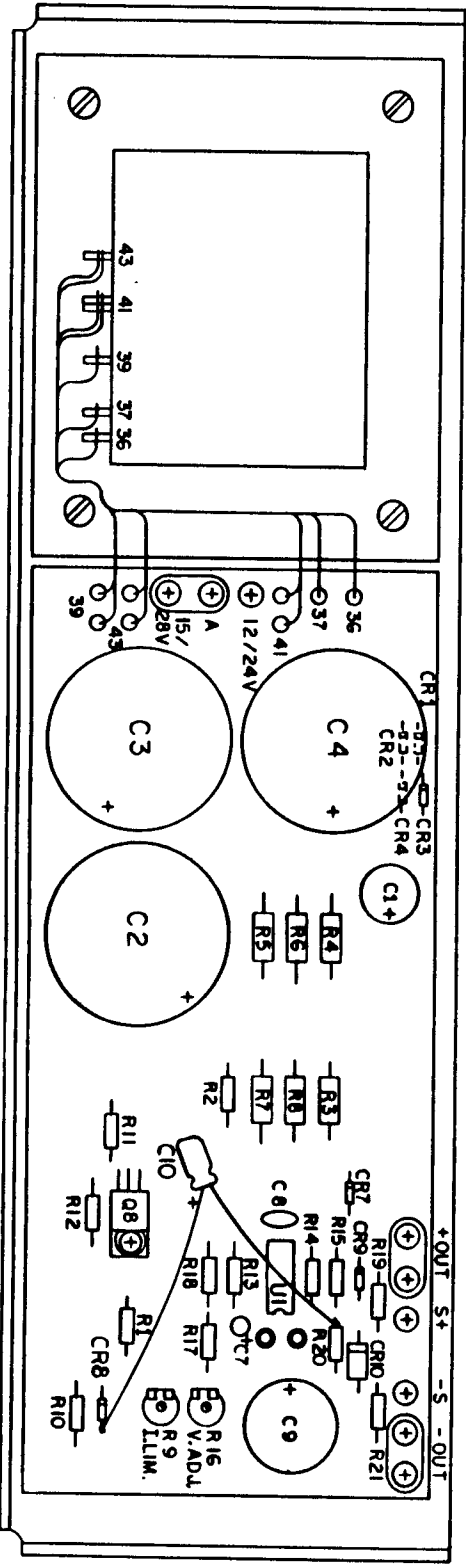 43
41
39
37
36
39
43
28V
15/
A
12/24V
41
37
36
CR1
CR2
CR3
CR4
C3
+
C4
+
C1+
C2
+
R5
R6
R4
R2
R7
R8
R3
R11
R12
Q8
C10
+
C8
CR7
R14
R15
CR9
R19
+OUT
S+
-S
-OUT
R18
R13
U1
R20
CR10
R21
R1
R17
+C7
CR8
R10
R9
I.LIM.
R16
V.ADJ.
+
C9